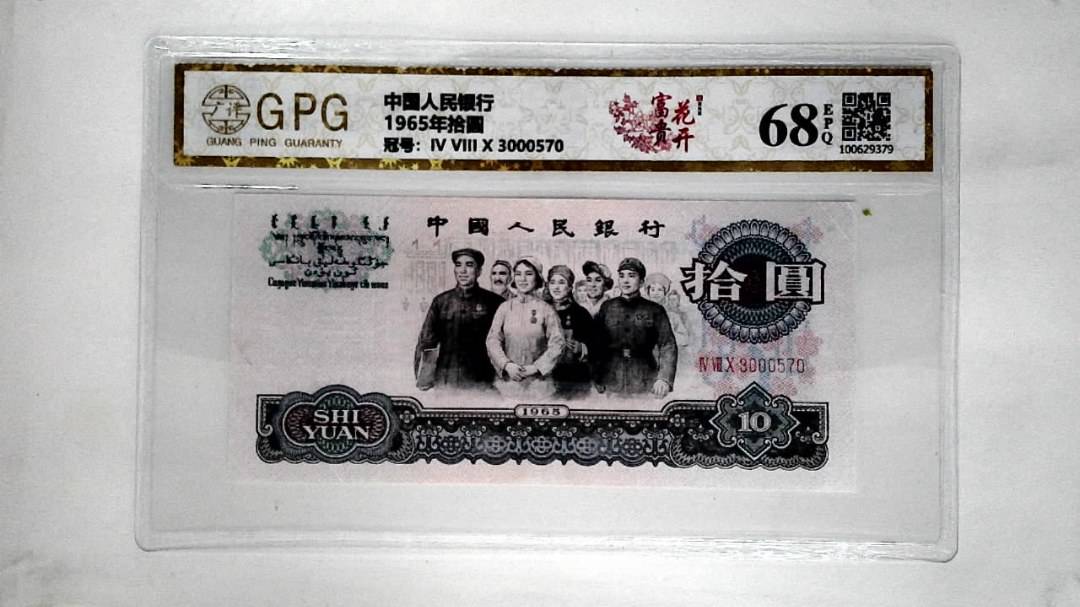 GPG
GUANG PING GUARANTY
中国人民银行
1965年拾圆
冠号: IV VIII X 3000570
富贵
花开
68
EPQ
100629379
中國人民銀行
拾圓
IV VIII X 3000570
1965
SHI
YUAN
10